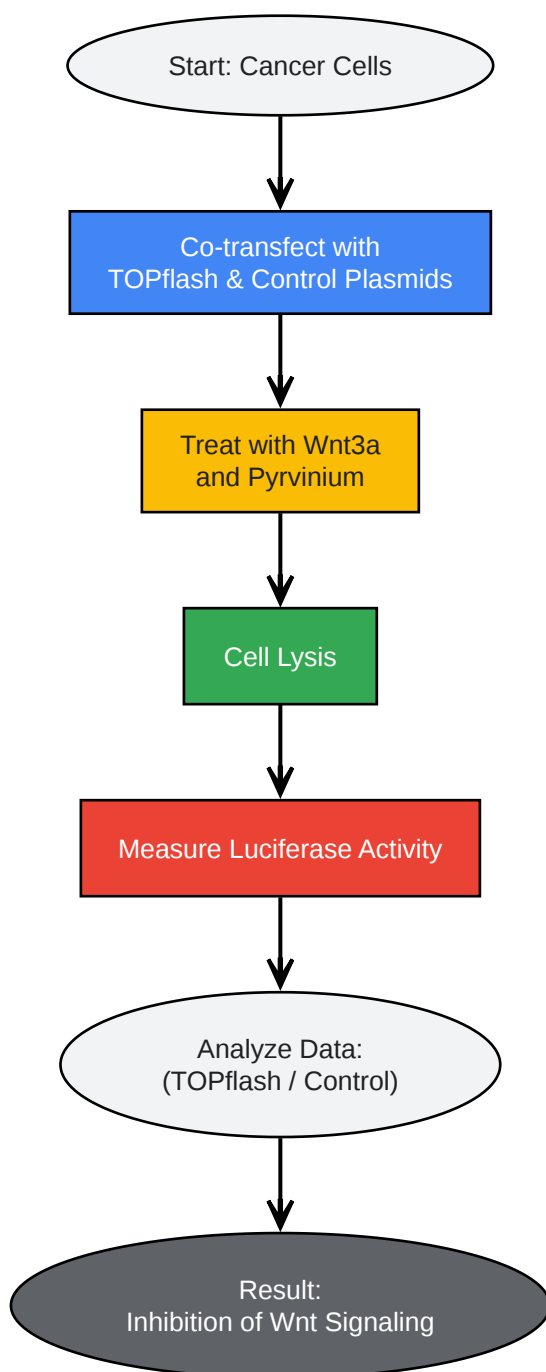 Start: Cancer Cells
Co-transfect with
TOPflash & Control Plasmids
Treat with Wnt3a
and Pyrvinium
Cell Lysis
Measure Luciferase Activity
Analyze Data:
(TOPflash / Control)
Result:
Inhibition of Wnt Signaling